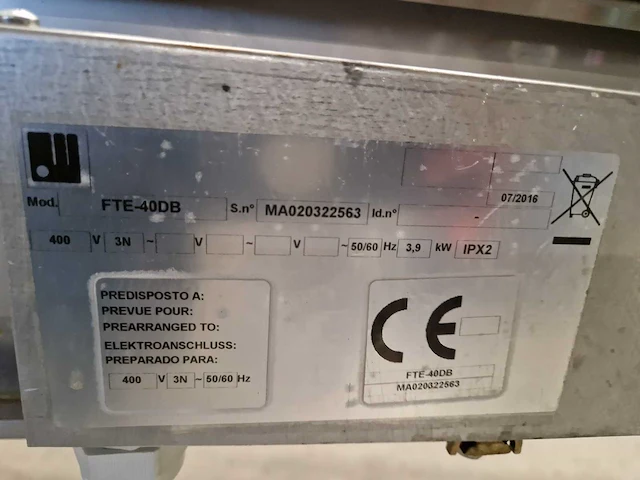 07/2016
Mod. FTE-40DB S.n° MA020322563 Id.n° -
400 V 3N ~ V ~ V ~ 50/60 Hz 3,9 kW IPX2
PREDISPOSTO A:
PREVUE POUR:
PREARRANGED TO:
ELEKTROANSCHLUSS:
PREPARADO PARA:
400 V 3N ~ 50/60 Hz
CE
FTE-40DB
MA020322563